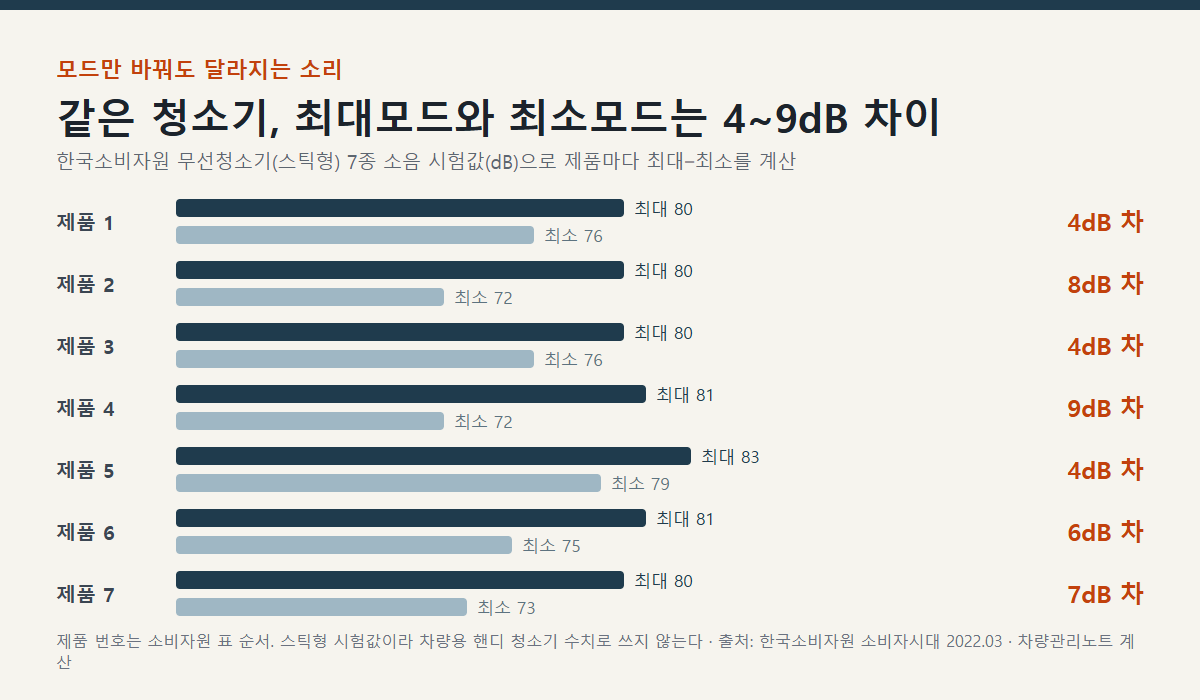 모드만 바꿔도 달라지는 소리
같은 청소기, 최대모드와 최소모드는 4~9dB 차이
한국소비자원 무선청소기(스틱형) 7종 소음 시험값(dB)으로 제품마다 최대−최소를 계산
제품 1
최대 80
최소 76
4dB 차
제품 2
최대 80
최소 72
8dB 차
제품 3
최대 80
최소 76
4dB 차
제품 4
최대 81
최소 72
9dB 차
제품 5
최대 83
최소 79
4dB 차
제품 6
최대 81
최소 75
6dB 차
제품 7
최대 80
최소 73
7dB 차
제품 번호는 소비자원 표 순서. 스틱형 시험값이라 차량용 핸디 청소기 수치로 쓰지 않는다 · 출처: 한국소비자원 소비자시대 2022.03 · 차량관리노트 계
산